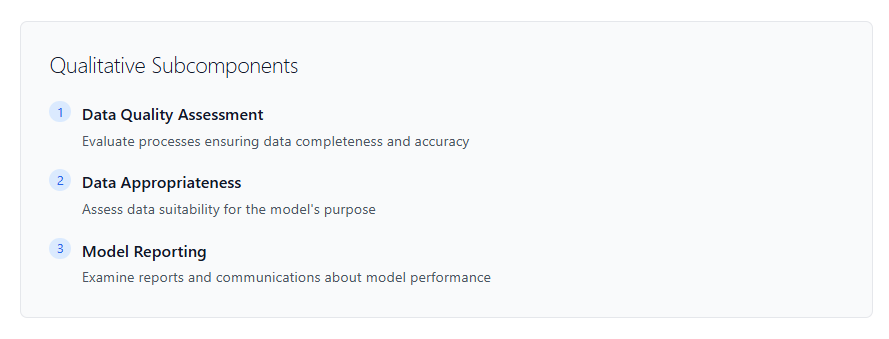 Qualitative Subcomponents
1 Data Quality Assessment
Evaluate processes ensuring data completeness and accuracy
2 Data Appropriateness
Assess data suitability for the model's purpose
3 Model Reporting
Examine reports and communications about model performance